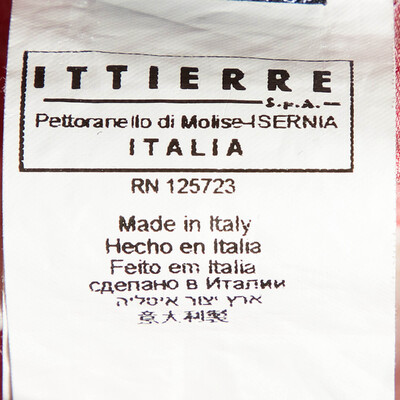 ITTIERRE
S.p.A.
Pettoranello di Molise-ISERNIA
ITALIA
RN 125723
Made in Italy
Hecho en Italia
Feito em Italia
сделано в Италии
ארץ יצור איטליה
意大利製